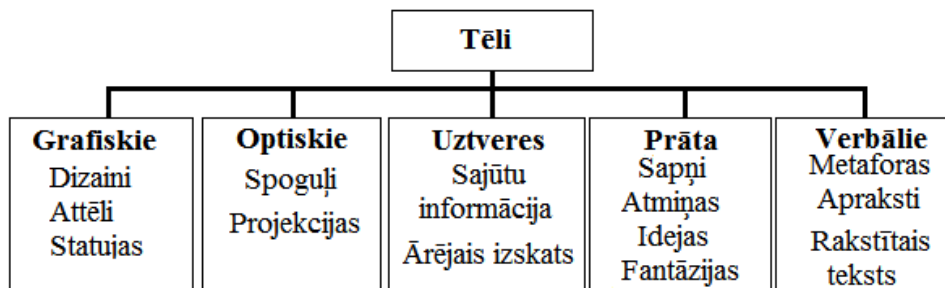 Tēli
Grafiskie
Dizaini
Attēli
Statujas
Optiskie
Spoguļi
Projekcijas
Uztveres
Sajūtu
informācija
Ārējais izskats
Prāta
Sapņi
Atmiņas
Idejas
Fantāzijas
Verbālie
Metaforas
Apraksti
Rakstītais
teksts